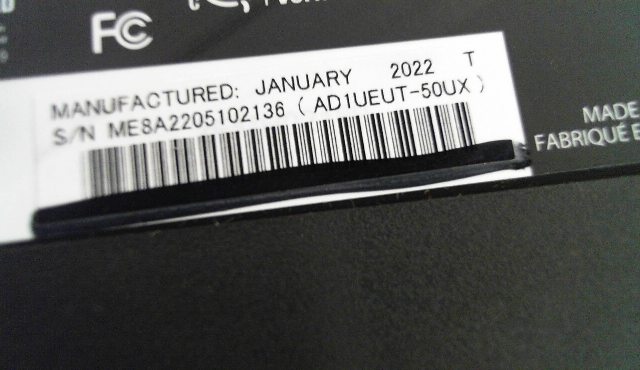 FC
MANUFACTURED: JANUARY 2022 T
S/N ME8A2205102136 ( AD1UEUT-50UX )
MADE
FABRIQUÉ E